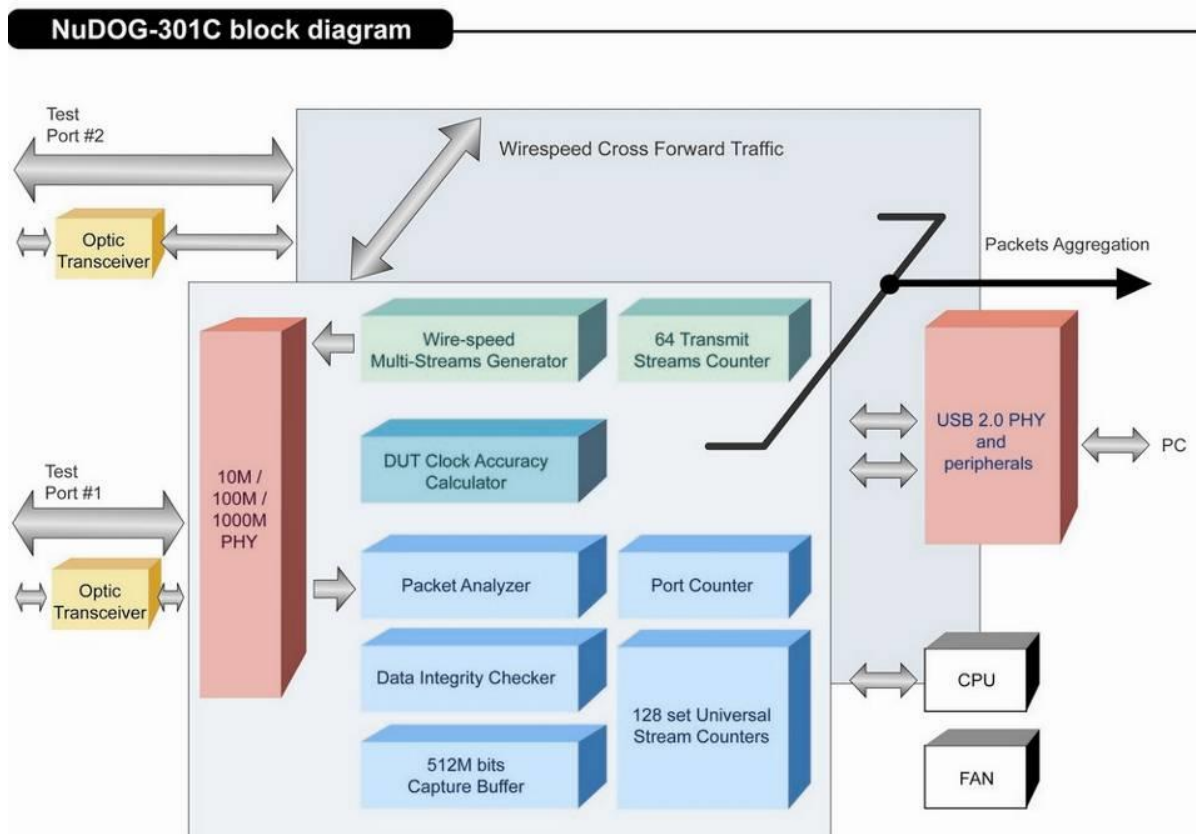 NuDOG-301C block diagram
Test
Port #2
Wirespeed Cross Forward Traffic
Optic
Transceiver
Packets Aggregation
Wire-speed
Multi-Streams Generator
64 Transmit
Streams Counter
USB 2.0 PHY
and
peripherals
PC
DUT Clock Accuracy
Calculator
Test
Port #1
10M /
100M /
1000M
PHY
Optic
Transceiver
Packet Analyzer
Port Counter
Data Integrity Checker
128 set Universal
Stream Counters
CPU
512M bits
Capture Buffer
FAN